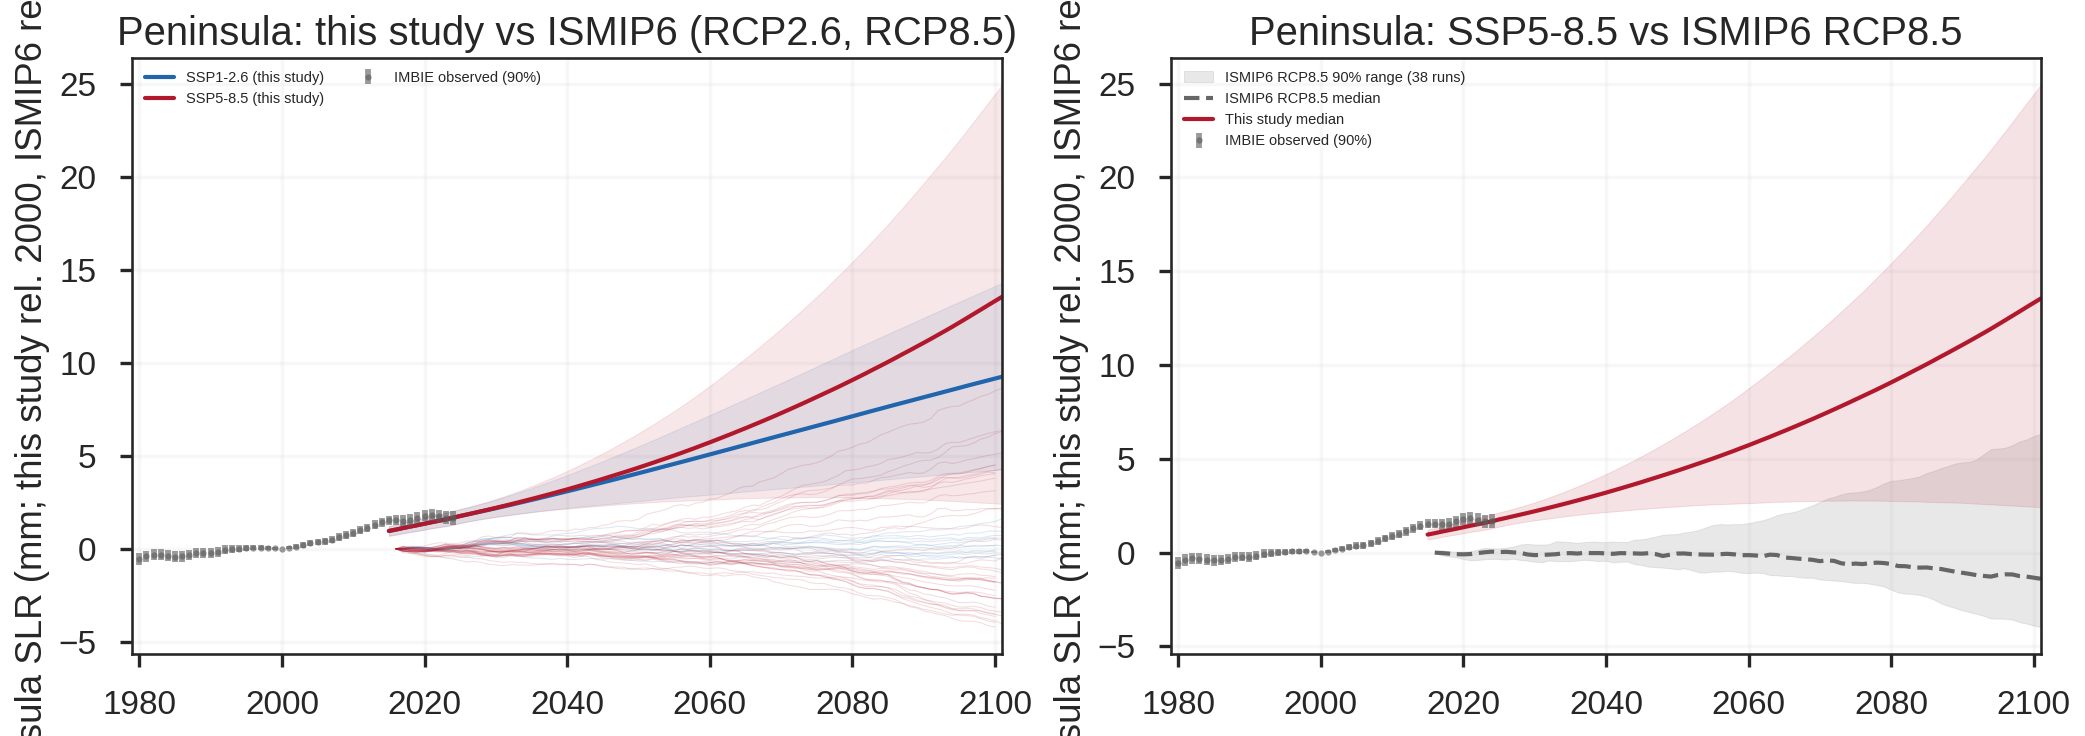 Peninsula: this study vs ISMIP6 (RCP2.6, RCP8.5)
sula SLR (mm; this study rel. 2000, ISMIP6 re
SSP1-2.6 (this study)
SSP5-8.5 (this study)
IMBIE observed (90%)
25
20
15
10
5
0
−5
1980
2000
2020
2040
2060
2080
2100
Peninsula: SSP5-8.5 vs ISMIP6 RCP8.5
sula SLR (mm; this study rel. 2000, ISMIP6 re
ISMIP6 RCP8.5 90% range (38 runs)
ISMIP6 RCP8.5 median
This study median
IMBIE observed (90%)
25
20
15
10
5
0
−5
1980
2000
2020
2040
2060
2080
2100